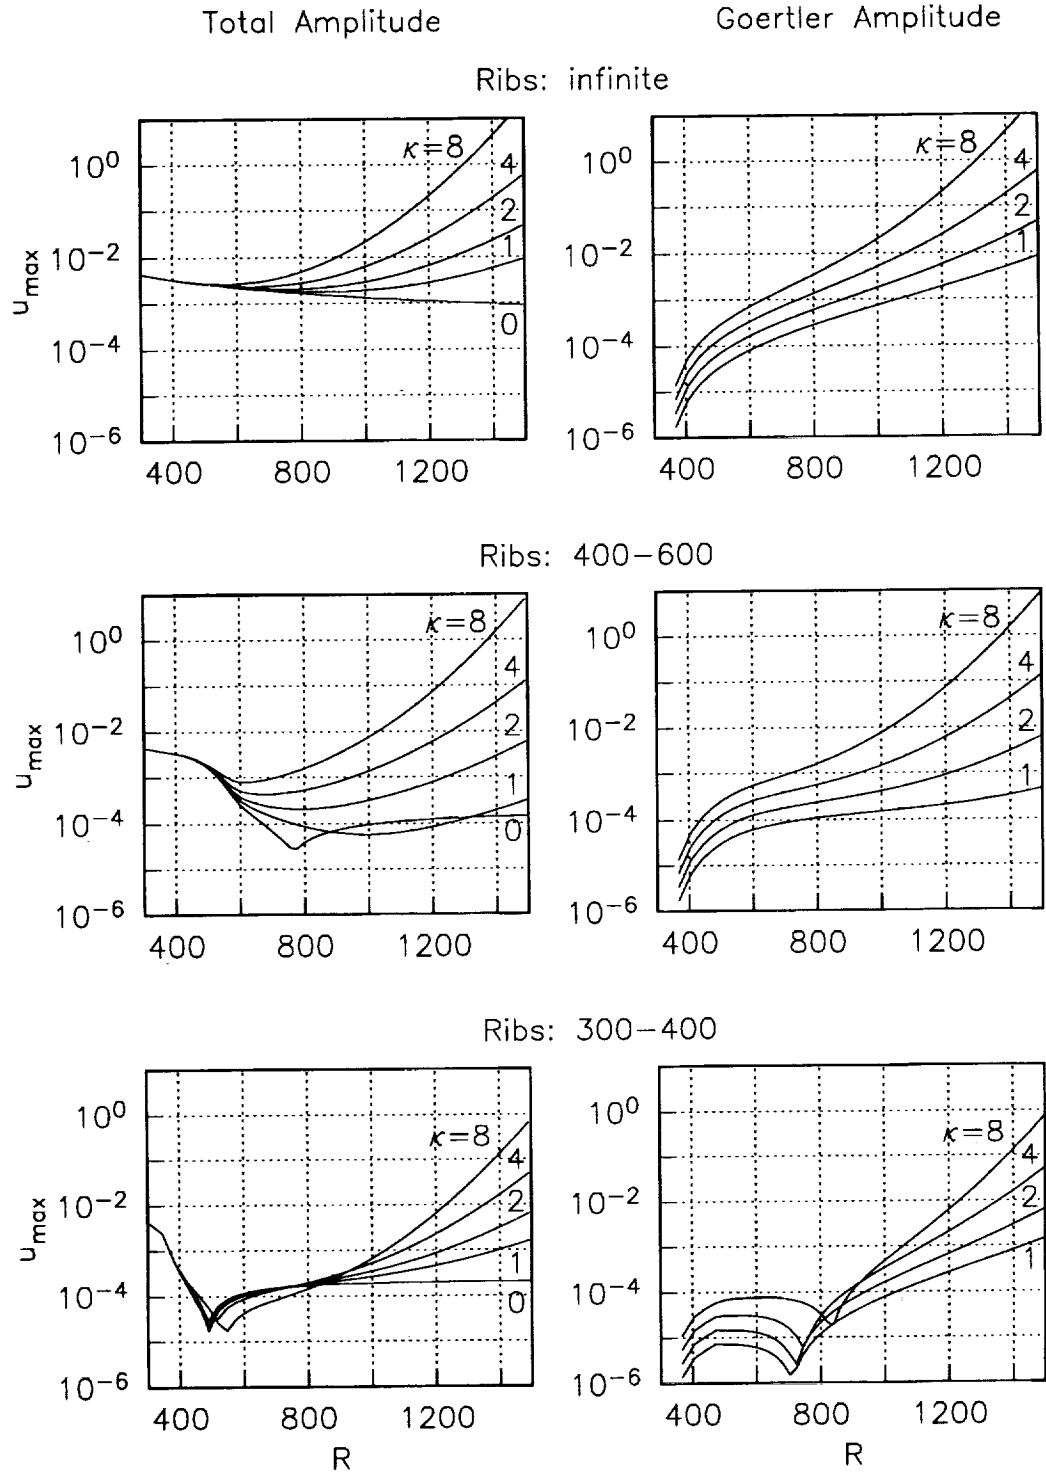 Total Amplitude Goertler Amplitude
Ribs: infinite
u_max
10^0 10^-2 10^-4 10^-6
κ=8 4 2 1 0
400 800 1200
10^0 10^-2 10^-4 10^-6
κ=8 4 2 1
400 800 1200
Ribs: 400-600
u_max
10^0 10^-2 10^-4 10^-6
κ=8 4 2 1 0
400 800 1200
10^0 10^-2 10^-4 10^-6
κ=8 4 2 1
400 800 1200
Ribs: 300-400
u_max
10^0 10^-2 10^-4 10^-6
κ=8 4 2 1 0
400 800 1200
R
10^0 10^-2 10^-4 10^-6
κ=8 4 2 1
400 800 1200
R